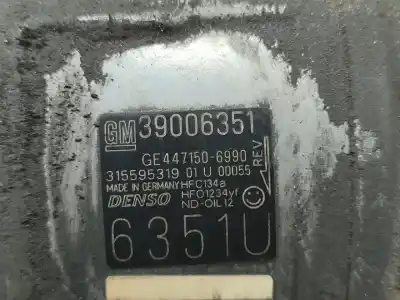 GM 39006351
GE447150-6990
315595319 01 U 00055
MADE IN GERMANY HFC134a
DENSO HFO1234yf
ND-OIL12
REV
6351U